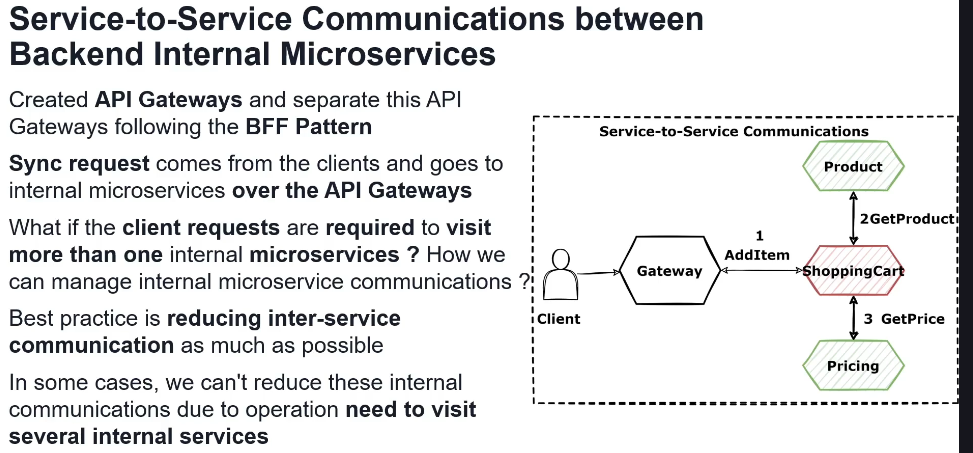 Service-to-Service Communications between
Backend Internal Microservices
Created API Gateways and separate this API
Gateways following the BFF Pattern
Sync request comes from the clients and goes to
internal microservices over the API Gateways
What if the client requests are required to visit
more than one internal microservices ? How we
can manage internal microservice communications ?
Best practice is reducing inter-service
communication as much as possible
In some cases, we can't reduce these internal
communications due to operation need to visit
several internal services
Service-to-Service Communications
Product
2GetProduct
1
AddItem
Gateway
ShoppingCart
Client
3 GetPrice
Pricing